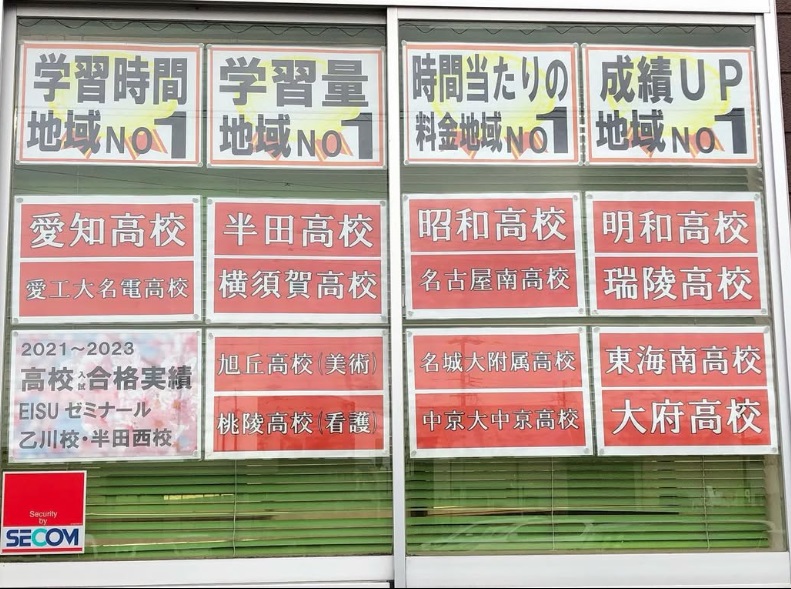 学習時間
地域NO1
学習量
地域NO1
時間当たりの
料金地域NO1
成績UP
地域NO1
愛知高校
愛工大名電高校
半田高校
横須賀高校
昭和高校
名古屋南高校
明和高校
瑞陵高校
2021～2023
高校入試合格実績
EISUゼミナール
乙川校・半田西校
旭丘高校(美術)
桃陵高校(看護)
名城大附属高校
中京大中京高校
東海南高校
大府高校
Security
by
SECOM